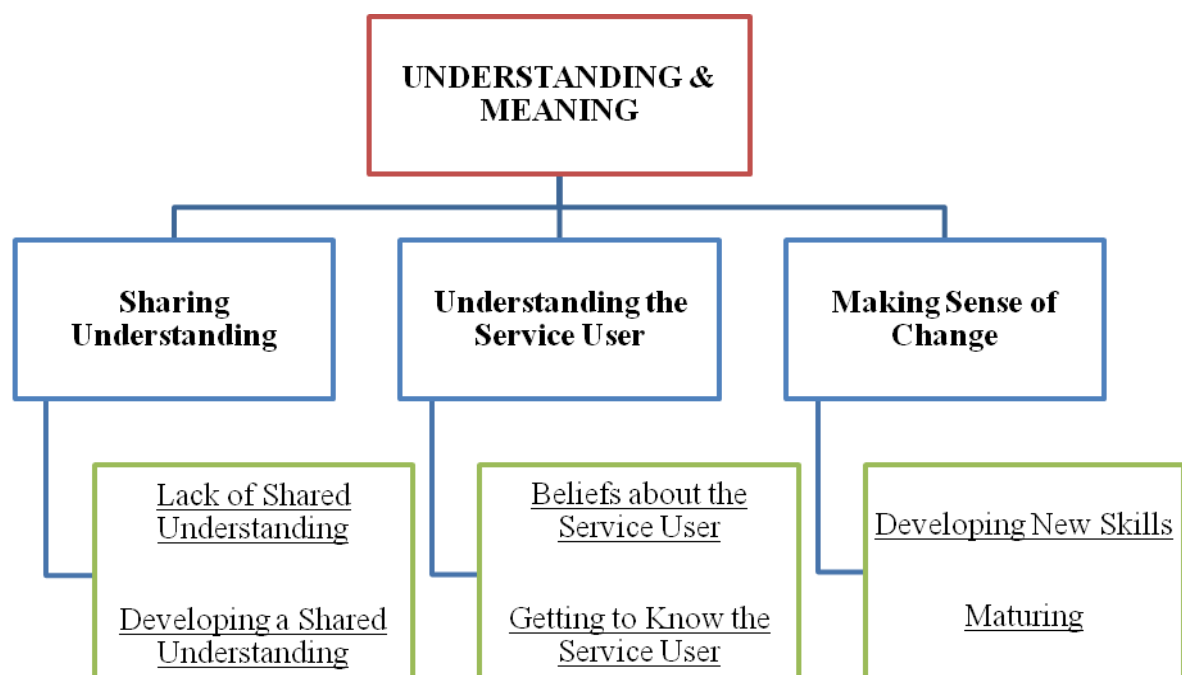 UNDERSTANDING &
MEANING
Sharing
Understanding
Understanding the
Service User
Making Sense of
Change
Lack of Shared
Understanding
Developing a Shared
Understanding
Beliefs about the
Service User
Getting to Know the
Service User
Developing New Skills
Maturing